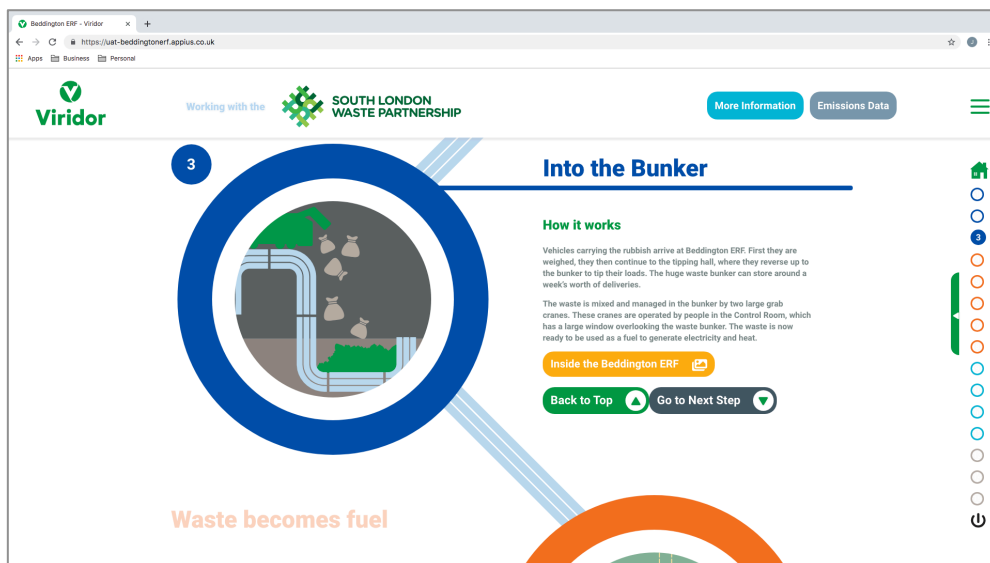 Beddington ERF - Viridor
https://uat-beddingtonerf.appius.co.uk
J
Apps Business Personal
Viridor
Working with the
SOUTH LONDON
WASTE PARTNERSHIP
More Information
Emissions Data
3
Into the Bunker
How it works
Vehicles carrying the rubbish arrive at Beddington ERF. First they are
weighed, they then continue to the tipping hall, where they reverse up to
the bunker to tip their loads. The huge waste bunker can store around a
week's worth of deliveries.
The waste is mixed and managed in the bunker by two large grab
cranes. These cranes are operated by people in the Control Room, which
has a large window overlooking the waste bunker. The waste is now
ready to be used as a fuel to generate electricity and heat.
Inside the Beddington ERF
Back to Top
Go to Next Step
3
Waste becomes fuel